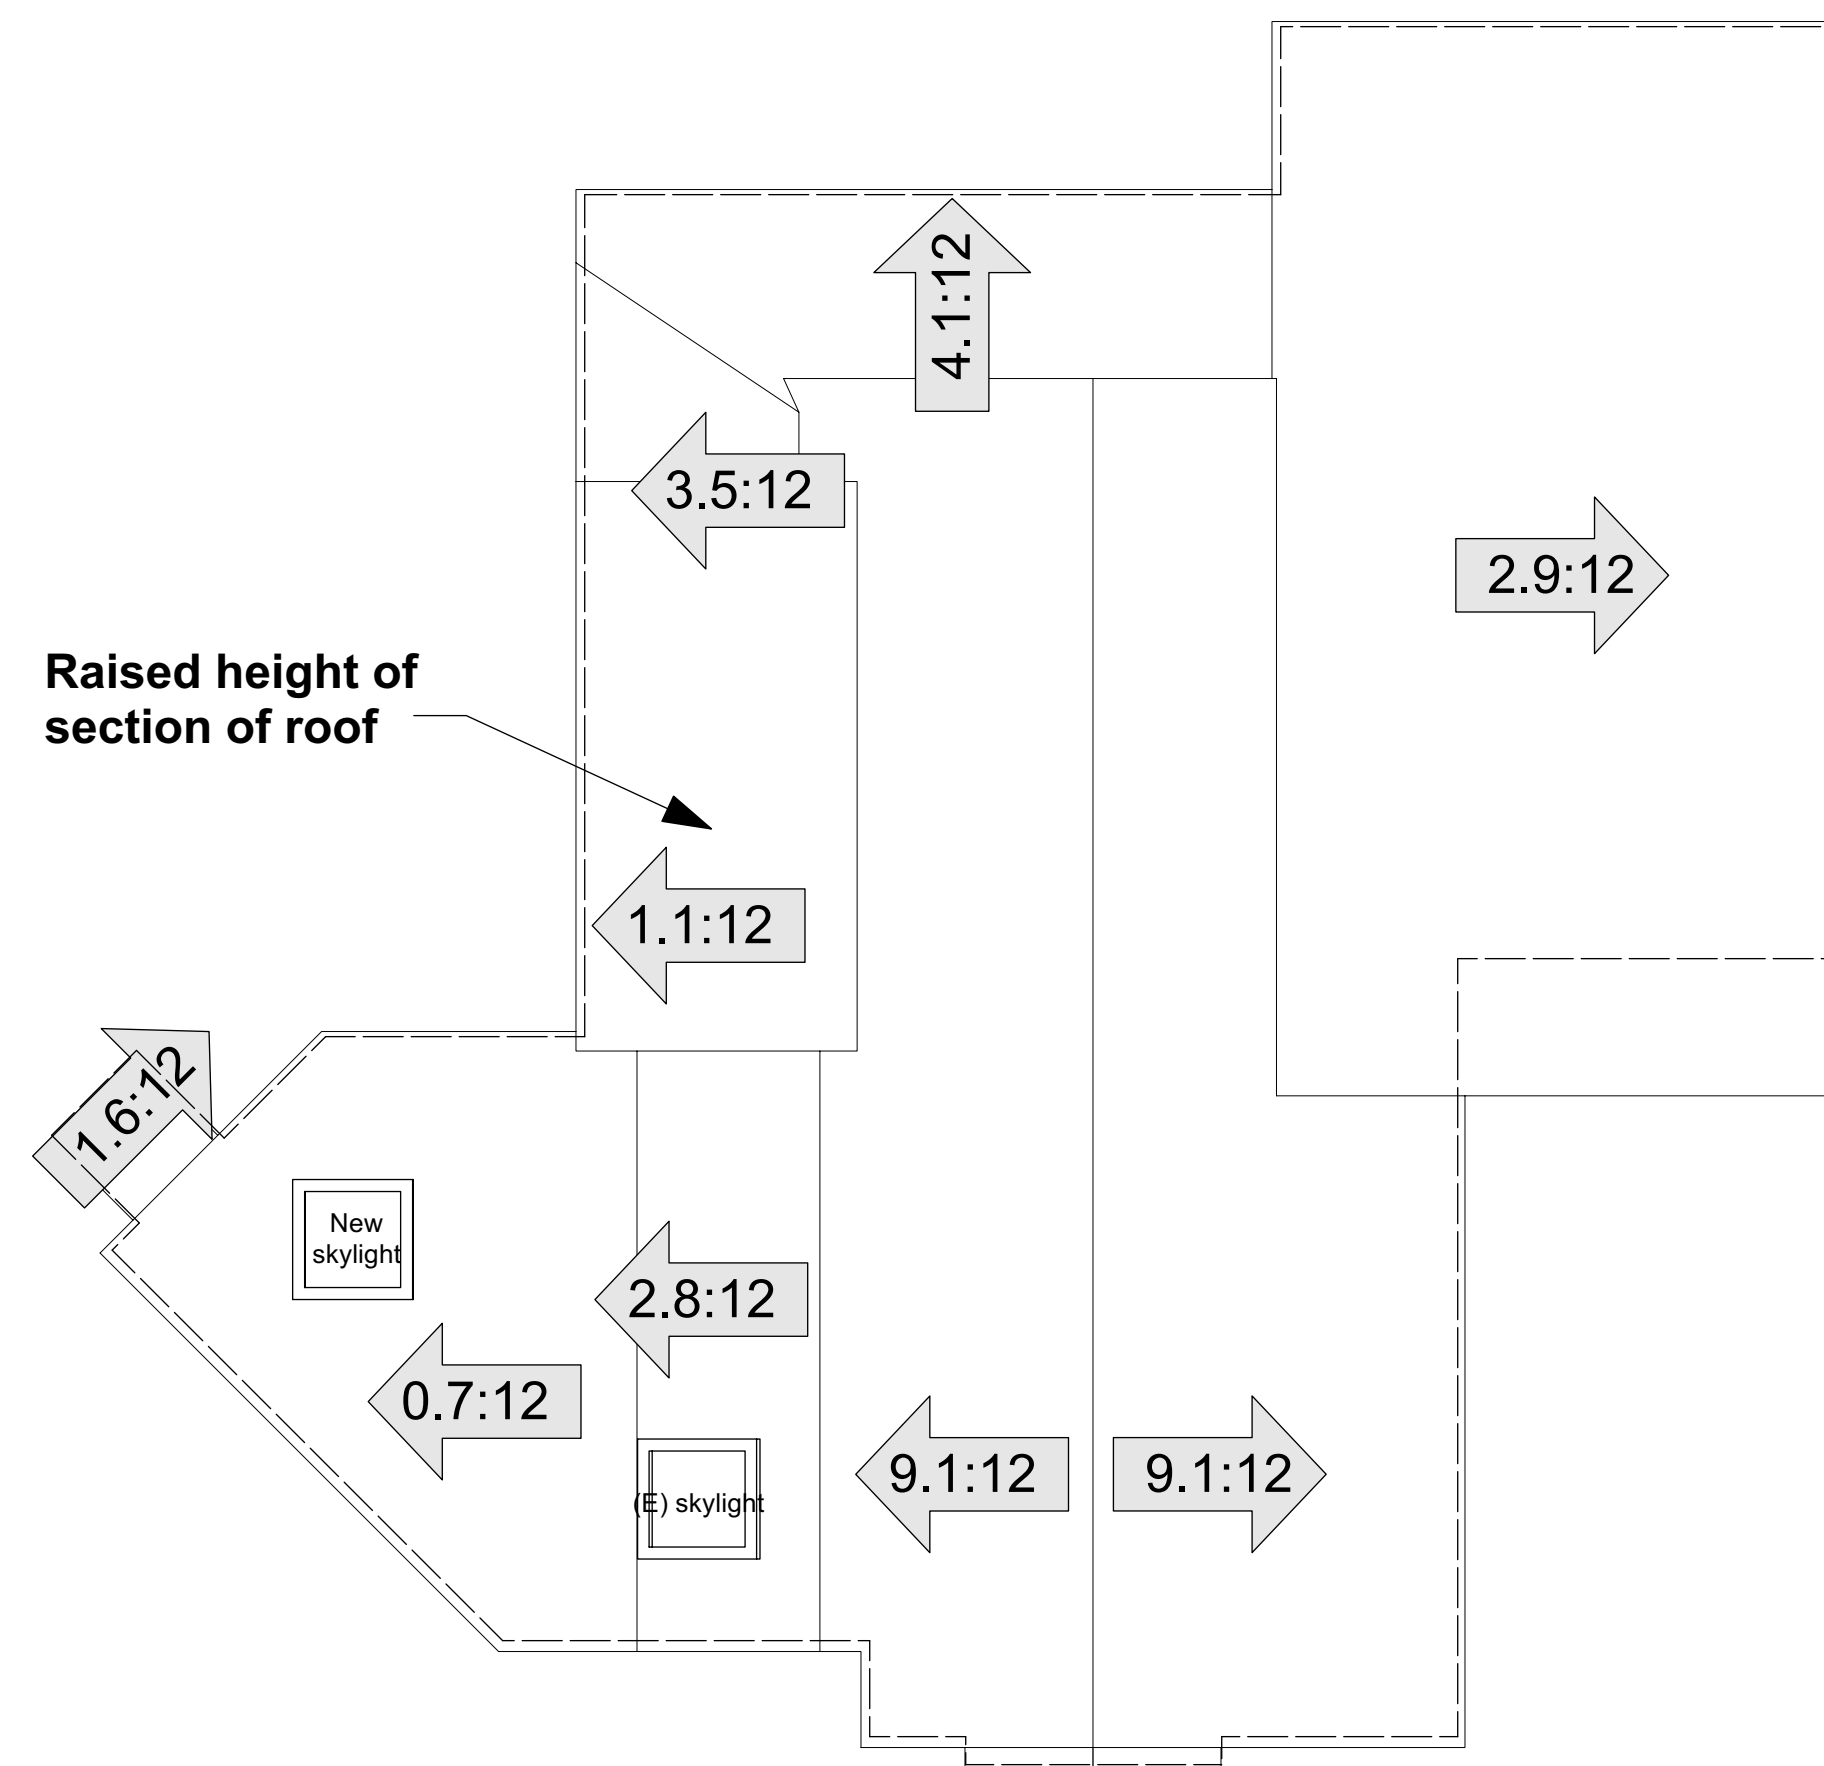 4.1:12
3.5:12
2.9:12
Raised height of
section of roof
1.1:12
1.6:12
New
skylight
2.8:12
0.7:12
9.1:12
9.1:12
(E) skylight